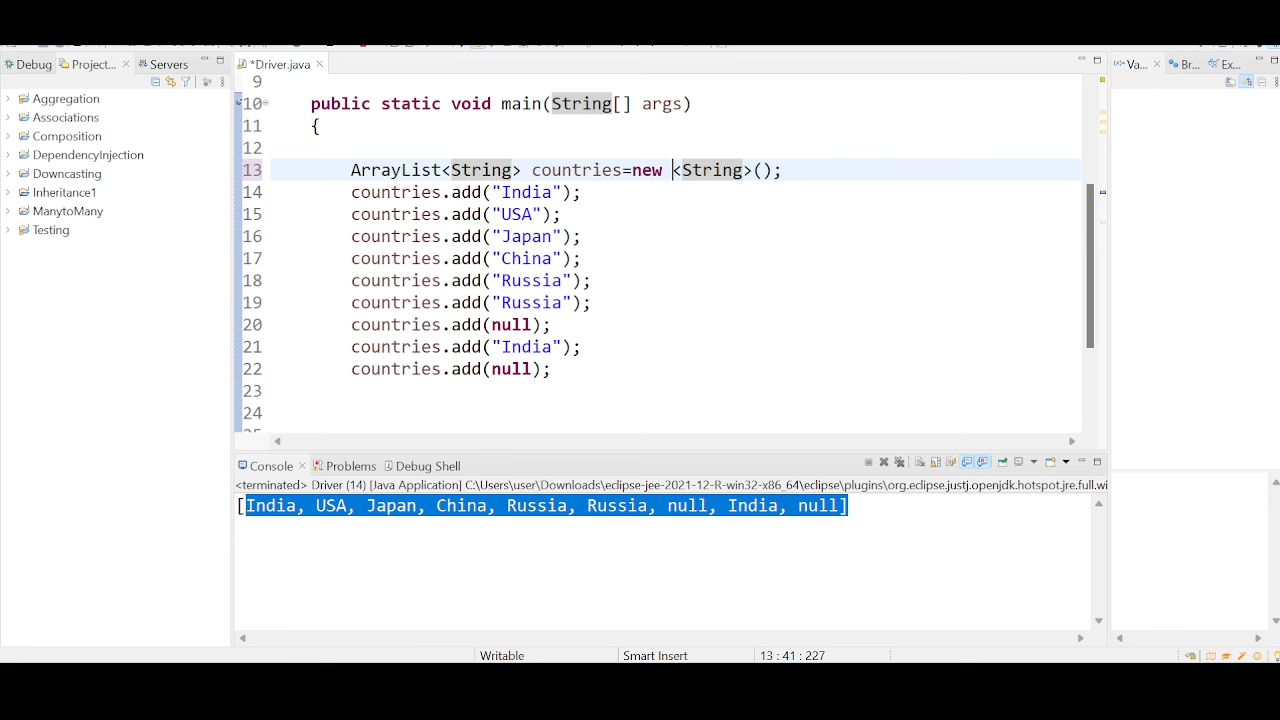 Debug Project... Servers *Driver.java Va... Br... Ex...
9
10 public static void main(String[] args)
11 {
12
13 ArrayList<String> countries=new <String>();
14 countries.add("India");
15 countries.add("USA");
16 countries.add("Japan");
17 countries.add("China");
18 countries.add("Russia");
19 countries.add("Russia");
20 countries.add(null);
21 countries.add("India");
22 countries.add(null);
23
24
Aggregation
Associations
Composition
DependencyInjection
Downcasting
Inheritance1
ManytoMany
Testing
Console Problems Debug Shell
<terminated> Driver (14) [Java Application] C:\Users\user\Downloads\eclipse-jee-2021-12-R-win32-x86_64\eclipse\plugins\org.eclipse.justj.openjdk.hotspot.jre.full.wi
[India, USA, Japan, China, Russia, Russia, null, India, null]
Writable Smart Insert 13 : 41 : 227